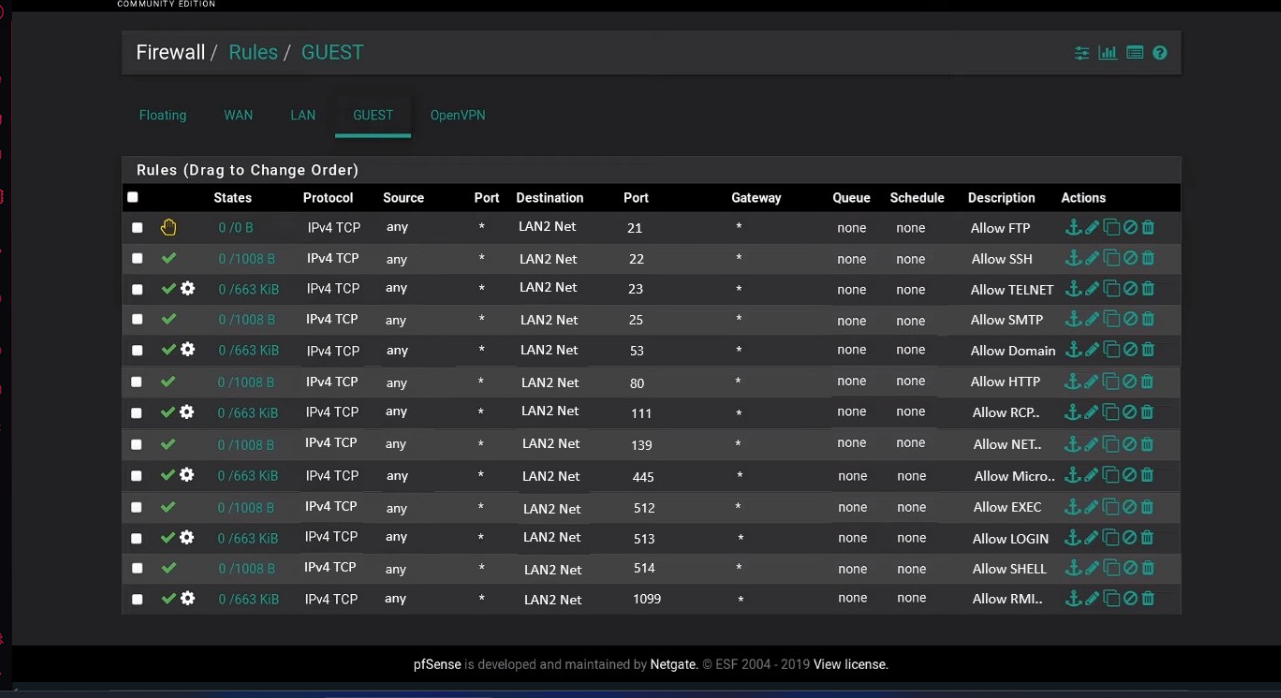 COMMUNITY EDITION
Firewall / Rules / GUEST
Floating WAN LAN GUEST OpenVPN
Rules (Drag to Change Order)
States Protocol Source Port Destination Port Gateway Queue Schedule Description Actions
0 /0 B IPv4 TCP any * LAN2 Net 21 * none none Allow FTP
0 /1008 B IPv4 TCP any * LAN2 Net 22 * none none Allow SSH
0 /663 KiB IPv4 TCP any * LAN2 Net 23 * none none Allow TELNET
0 /1008 B IPv4 TCP any * LAN2 Net 25 * none none Allow SMTP
0 /663 KiB IPv4 TCP any * LAN2 Net 53 * none none Allow Domain
0 /1008 B IPv4 TCP any * LAN2 Net 80 * none none Allow HTTP
0 /663 KiB IPv4 TCP any * LAN2 Net 111 * none none Allow RCP..
0 /1008 B IPv4 TCP any * LAN2 Net 139 * none none Allow NET..
0 /663 KiB IPv4 TCP any * LAN2 Net 445 * none none Allow Micro..
0 /1008 B IPv4 TCP any * LAN2 Net 512 * none none Allow EXEC
0 /663 KiB IPv4 TCP any * LAN2 Net 513 * none none Allow LOGIN
0 /1008 B IPv4 TCP any * LAN2 Net 514 * none none Allow SHELL
0 /663 KiB IPv4 TCP any * LAN2 Net 1099 * none none Allow RMI..
pfSense is developed and maintained by Netgate. © ESF 2004 - 2019 View license.